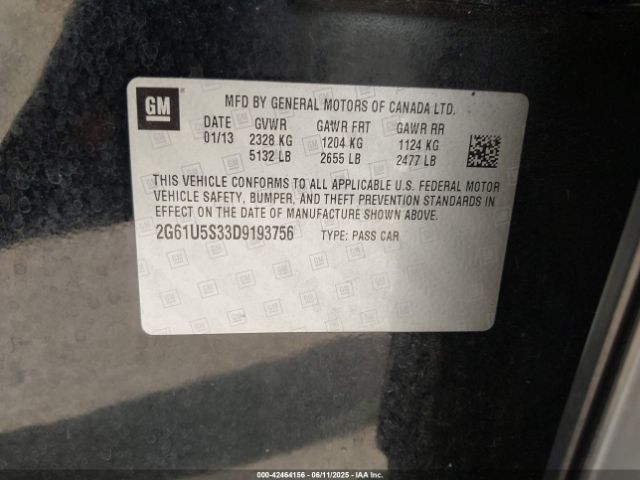 GM
MFD BY GENERAL MOTORS OF CANADA LTD.
DATE GVWR GAWR FRT GAWR RR
01/13 2328 KG 1204 KG 1124 KG
5132 LB 2655 LB 2477 LB
THIS VEHICLE CONFORMS TO ALL APPLICABLE U.S. FEDERAL MOTOR
VEHICLE SAFETY, BUMPER, AND THEFT PREVENTION STANDARDS IN
EFFECT ON THE DATE OF MANUFACTURE SHOWN ABOVE.
2G61U5S33D9193756 TYPE: PASS CAR
000-42464156 - 06/11/2025 - IAA CAR